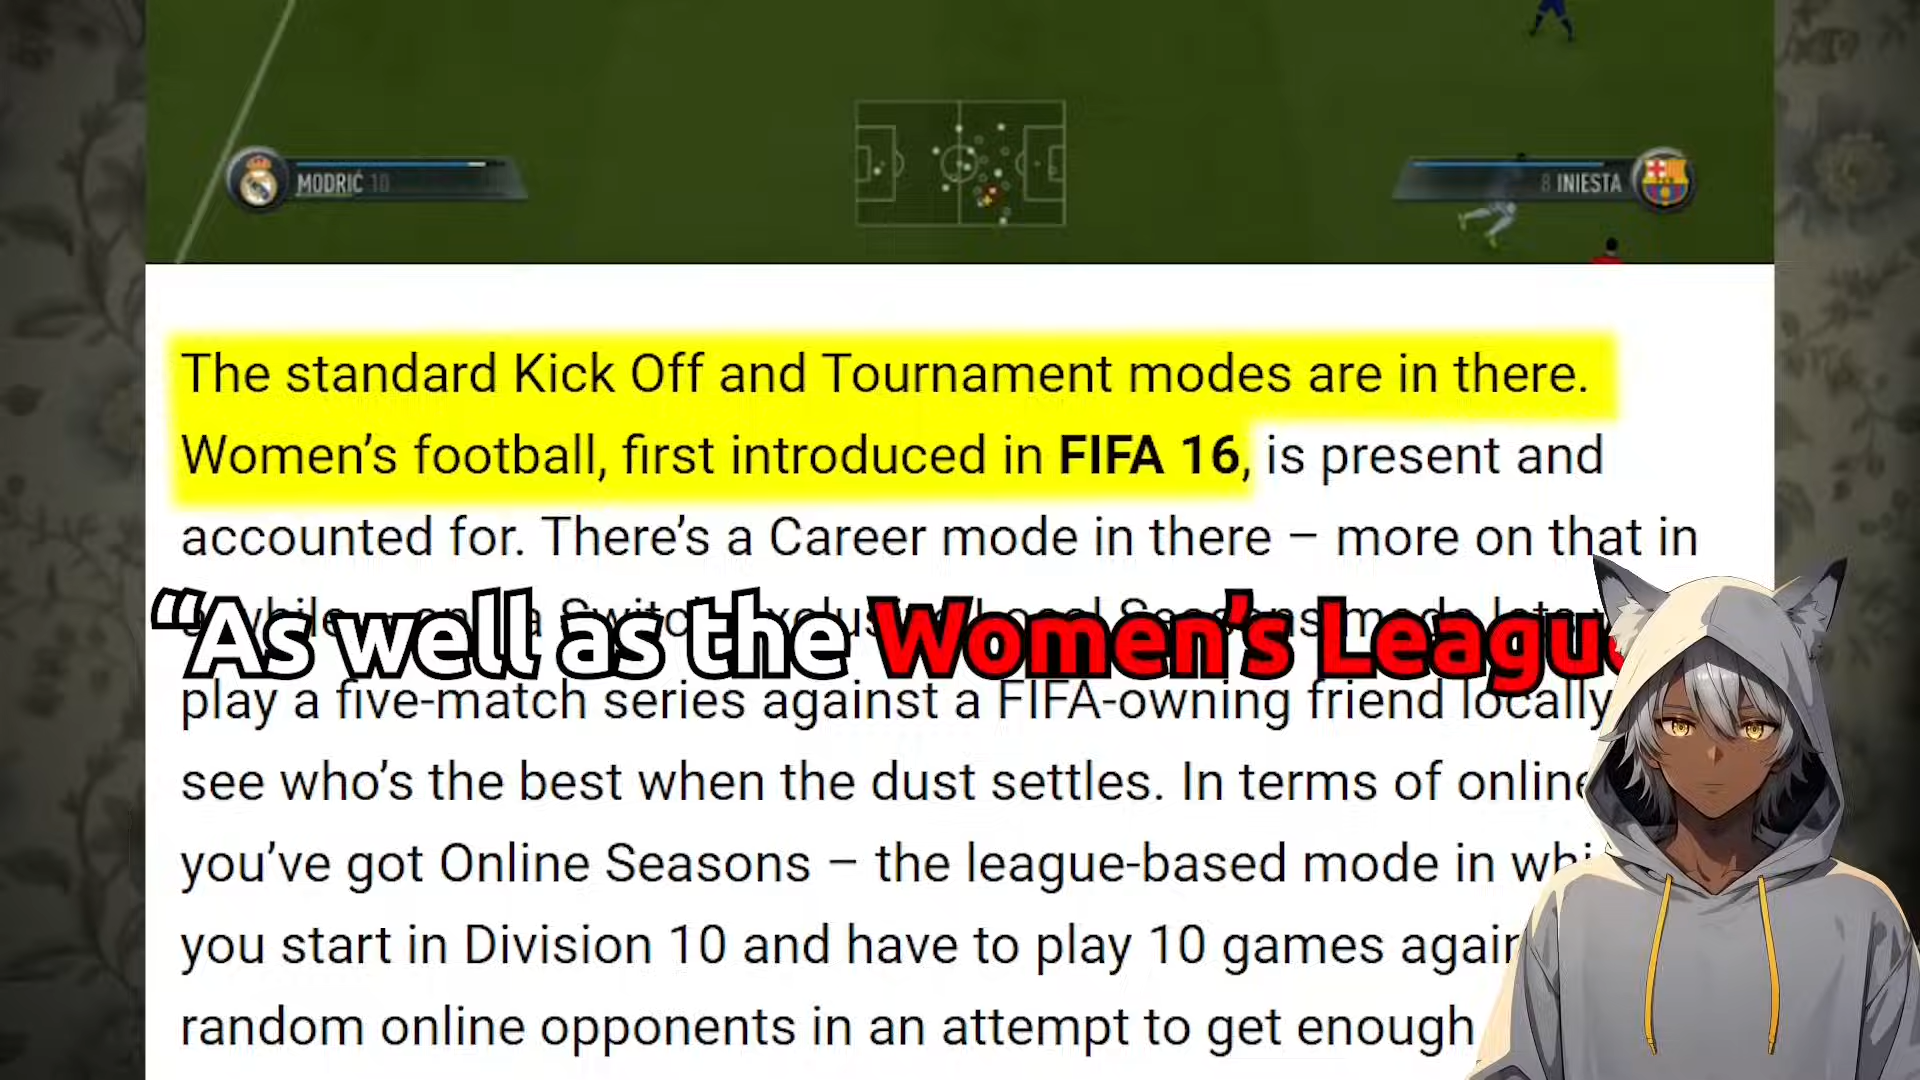 MODRIĆ 10
8 INIESTA
The standard Kick Off and Tournament modes are in there.
Women’s football, first introduced in FIFA 16, is present and
accounted for. There’s a Career mode in there – more on that in
“As well as the Women’s League
play a five-match series against a FIFA-owning friend locally
see who’s the best when the dust settles. In terms of online
you’ve got Online Seasons – the league-based mode in
you start in Division 10 and have to play 10 games
random online opponents in an attempt to get enough